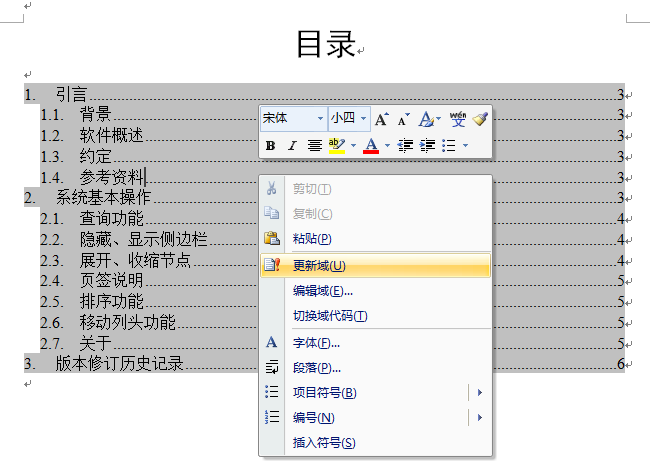 目录
1. 引言 3
1.1. 背景 3
1.2. 软件概述 3
1.3. 约定 3
1.4. 参考资料 3
2. 系统基本操作 3
2.1. 查询功能 4
2.2. 隐藏、显示侧边栏 4
2.3. 展开、收缩节点 4
2.4. 页签说明 5
2.5. 排序功能 5
2.6. 移动列头功能 5
2.7. 关于 5
3. 版本修订历史记录 6
宋体 小四 A A A wén 文
B I ab A
剪切(T)
复制(C)
粘贴(P)
更新域(U)
编辑域(E)...
切换域代码(T)
A 字体(F)...
段落(P)...
项目符号(B)
编号(N)
插入符号(S)